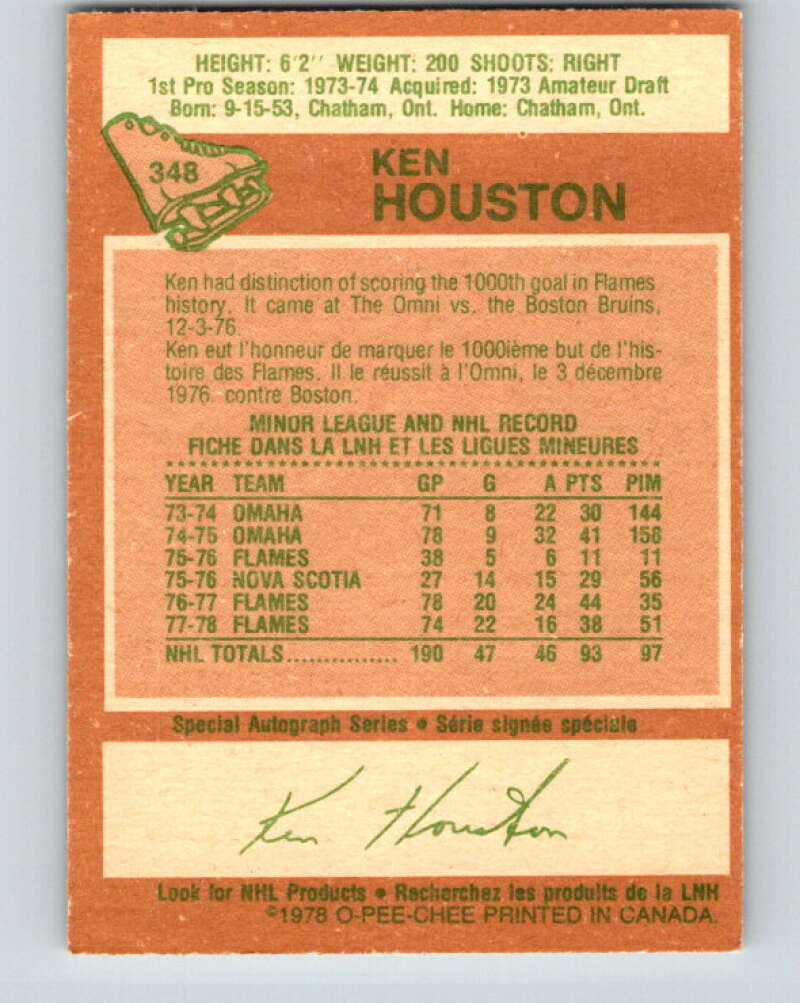 HEIGHT: 6'2'' WEIGHT: 200 SHOOTS: RIGHT
1st Pro Season: 1973-74 Acquired: 1973 Amateur Draft
Born: 9-15-53, Chatham, Ont. Home: Chatham, Ont.
348
KEN
HOUSTON
Ken had distinction of scoring the 1000th goal in Flames
history. It came at The Omni vs. the Boston Bruins,
12-3-76.
Ken eut l'honneur de marquer le 1000ième but de l'his-
toire des Flames. Il le réussit à l'Omni, le 3 décembre
1976, contre Boston.
MINOR LEAGUE AND NHL RECORD
FICHE DANS LA LNH ET LES LIGUES MINEURES
YEAR TEAM GP G A PTS PIM
73-74 OMAHA 71 8 22 30 144
74-75 OMAHA 78 9 32 41 156
75-76 FLAMES 38 5 6 11 11
75-76 NOVA SCOTIA 27 14 15 29 56
76-77 FLAMES 78 20 24 44 35
77-78 FLAMES 74 22 16 38 51
NHL TOTALS............... 190 47 46 93 97
Special Autograph Series • Série signée spéciale
Ken Houston
Look for NHL Products • Recherchez les produits de la LNH
©1978 O-PEE-CHEE PRINTED IN CANADA.